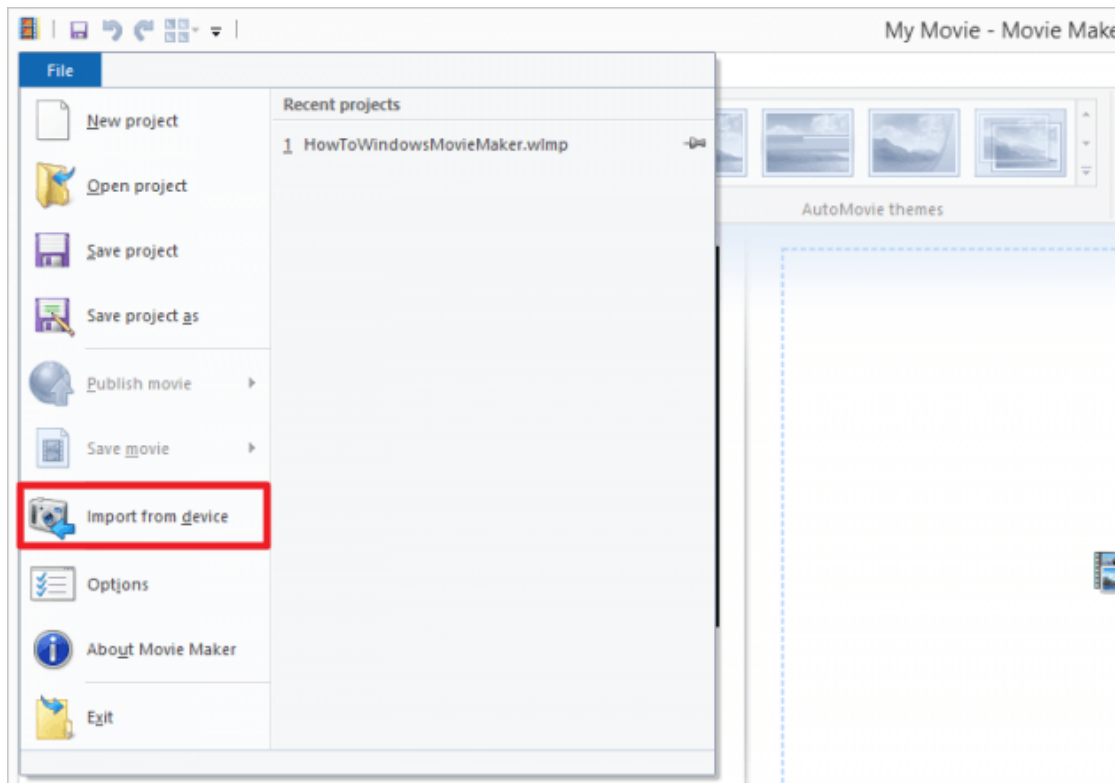 My Movie - Movie Make
File
New project
Open project
Save project
Save project as
Publish movie
Save movie
Import from device
Options
About Movie Maker
Exit
Recent projects
1 HowToWindowsMovieMaker.wlmp
AutoMovie themes